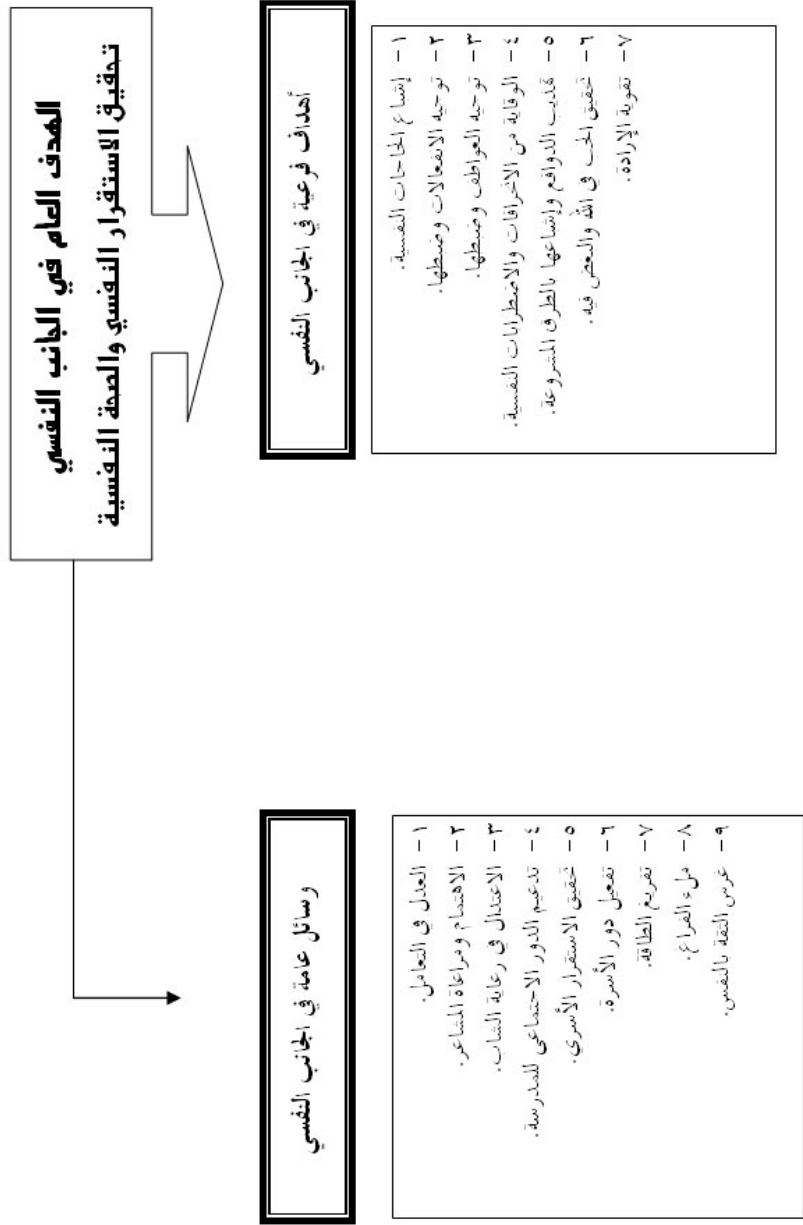 الهدف العام في الجانب النفسي
تحقيق الاستقرار النفسي والصحة النفسية
أهداف فرعية في الجانب النفسي
١ – إشباع الحاجات النفسية.
٢ – توجيه الانفعالات وضبطها.
٣ – توجيه العواطف وضبطها.
٤ – الوقاية من الانحرافات والاضطرابات النفسية.
٥ – تهذيب الدوافع وإشباعها بالطرق المشروعة.
٦ – تحقيق الحب في الله والبغض فيه.
٧ – تقوية الإرادة.
وسائل عامة في الجانب النفسي
١ – العدل في التعامل.
٢ – الاهتمام ومراعاة المشاعر.
٣ – الاعتدال في رعاية الشاب.
٤ – تدعيم الدور الاجتماعي للمدرسة.
٥ – تحقيق الاستقرار الأسري.
٦ – تفعيل دور الأسرة.
٧ – تفريغ الطاقة.
٨ – ملء الفراغ.
٩ – غرس الثقة بالنفس.